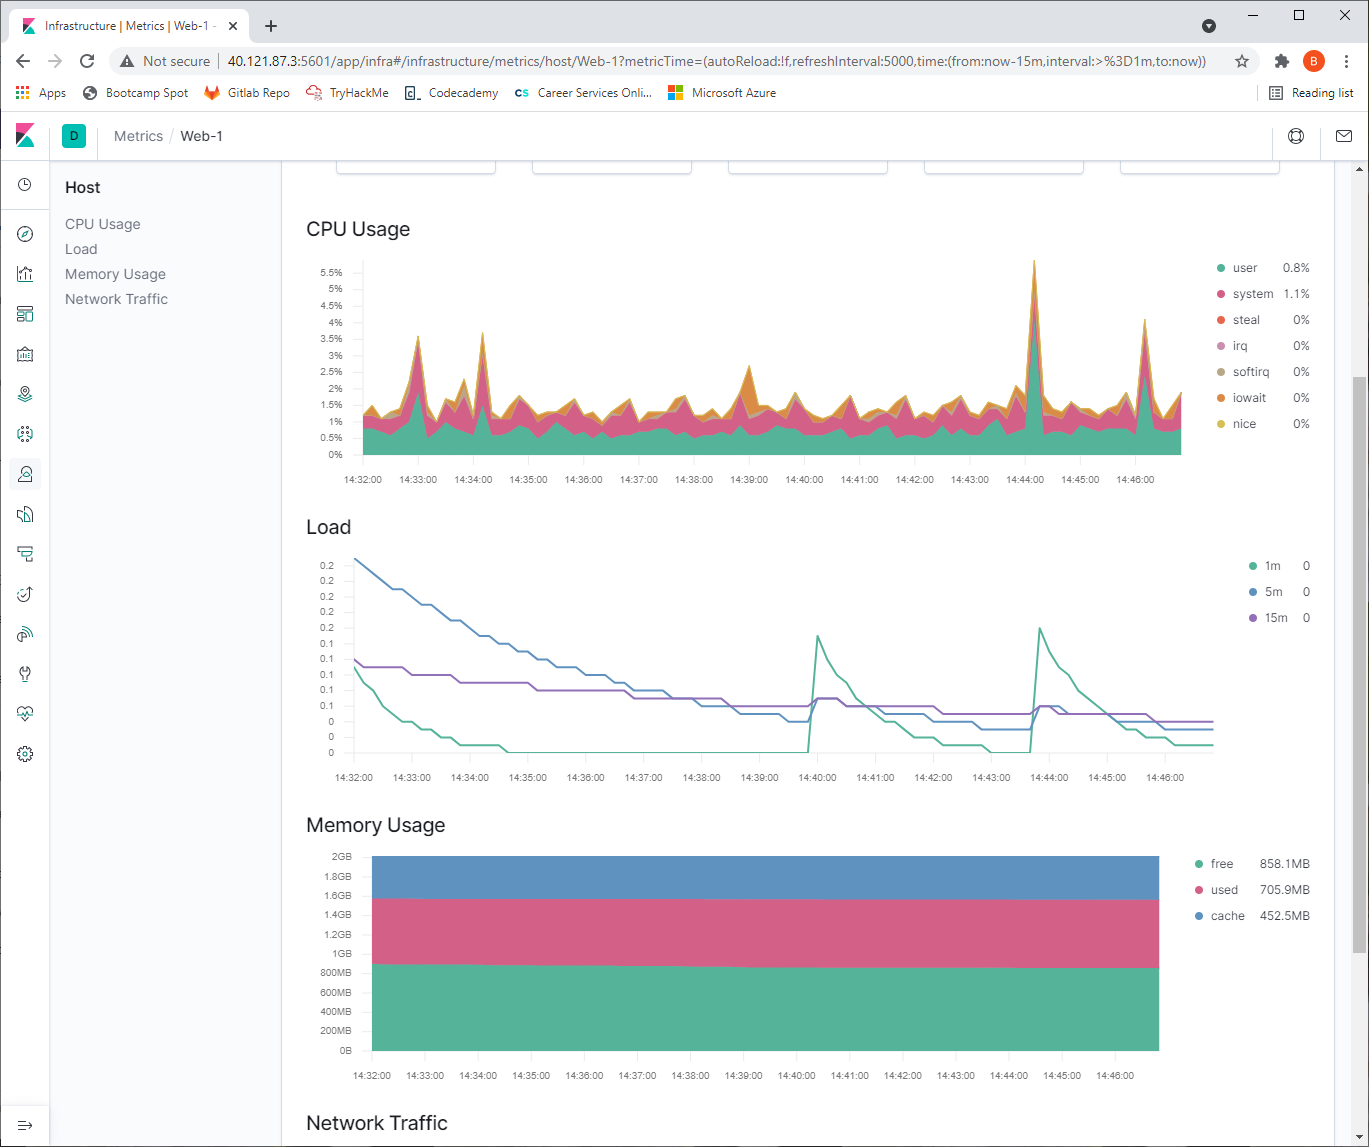 Infrastructure | Metrics | Web-1 -
Not secure 40.121.87.3:5601/app/infra#/infrastructure/metrics/host/Web-1?metricTime=(autoReload:!f,refreshInterval:5000,time:(from:now-15m,interval:>%3D1m,to:now))
B
Apps Bootcamp Spot Gitlab Repo TryHackMe Codecademy CS Career Services Onli... Microsoft Azure Reading list
D Metrics / Web-1
Host
CPU Usage
Load
Memory Usage
Network Traffic
CPU Usage
5.5%
5%
4.5%
4%
3.5%
3%
2.5%
2%
1.5%
1%
0.5%
0%
14:32:00 14:33:00 14:34:00 14:35:00 14:36:00 14:37:00 14:38:00 14:39:00 14:40:00 14:41:00 14:42:00 14:43:00 14:44:00 14:45:00 14:46:00
user 0.8%
system 1.1%
steal 0%
irq 0%
softirq 0%
iowait 0%
nice 0%
Load
0.2
0.2
0.2
0.2
0.2
0.1
0.1
0.1
0.1
0.1
0
0
0
14:32:00 14:33:00 14:34:00 14:35:00 14:36:00 14:37:00 14:38:00 14:39:00 14:40:00 14:41:00 14:42:00 14:43:00 14:44:00 14:45:00 14:46:00
1m 0
5m 0
15m 0
Memory Usage
2GB
1.8GB
1.6GB
1.4GB
1.2GB
1GB
800MB
600MB
400MB
200MB
0B
14:32:00 14:33:00 14:34:00 14:35:00 14:36:00 14:37:00 14:38:00 14:39:00 14:40:00 14:41:00 14:42:00 14:43:00 14:44:00 14:45:00 14:46:00
free 858.1MB
used 705.9MB
cache 452.5MB
Network Traffic